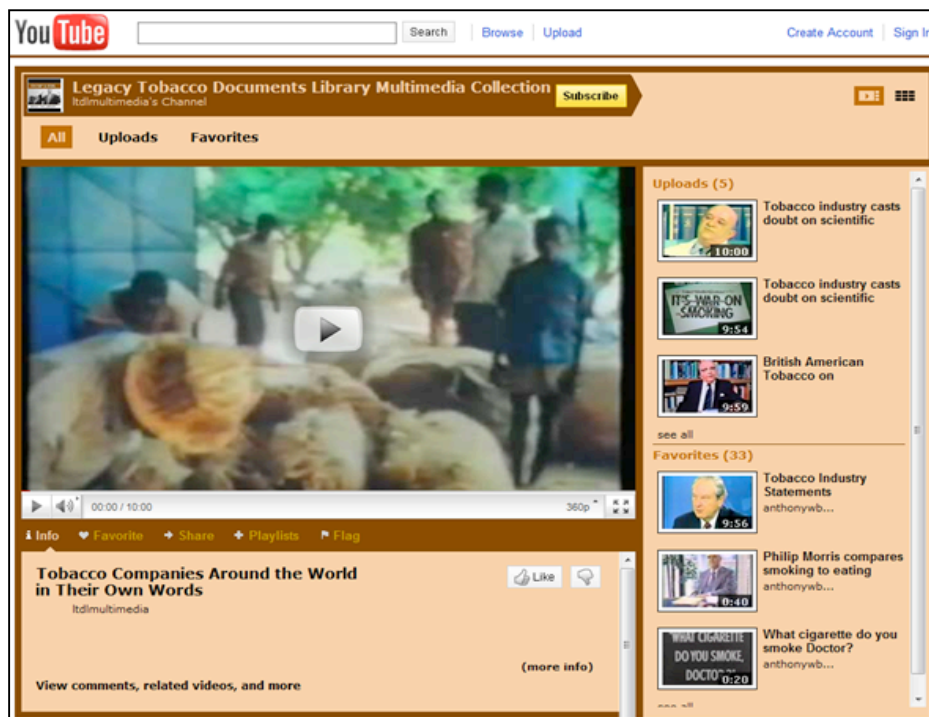 YouTube
Search
Browse
Upload
Create Account
Sign In
Legacy Tobacco Documents Library Multimedia Collection
ltdlmultimedia's Channel
Subscribe
All
Uploads
Favorites
Uploads (5)
Tobacco industry casts
doubt on scientific
10:00
Tobacco industry casts
doubt on scientific
IT'S WAR ON
SMOKING
9:54
British American
Tobacco on
9:59
see all
Favorites (33)
Tobacco Industry
Statements
anthonywb...
9:56
Philip Morris compares
smoking to eating
anthonywb...
0:40
What cigarette do you
smoke Doctor?
anthonywb...
WHAT CIGARETTE
DO YOU SMOKE,
DOCTOR?
0:20
see all
00:00 / 10:00
360p
Info
Favorite
Share
Playlists
Flag
Tobacco Companies Around the World
in Their Own Words
ltdlmultimedia
Like
(more info)
View comments, related videos, and more